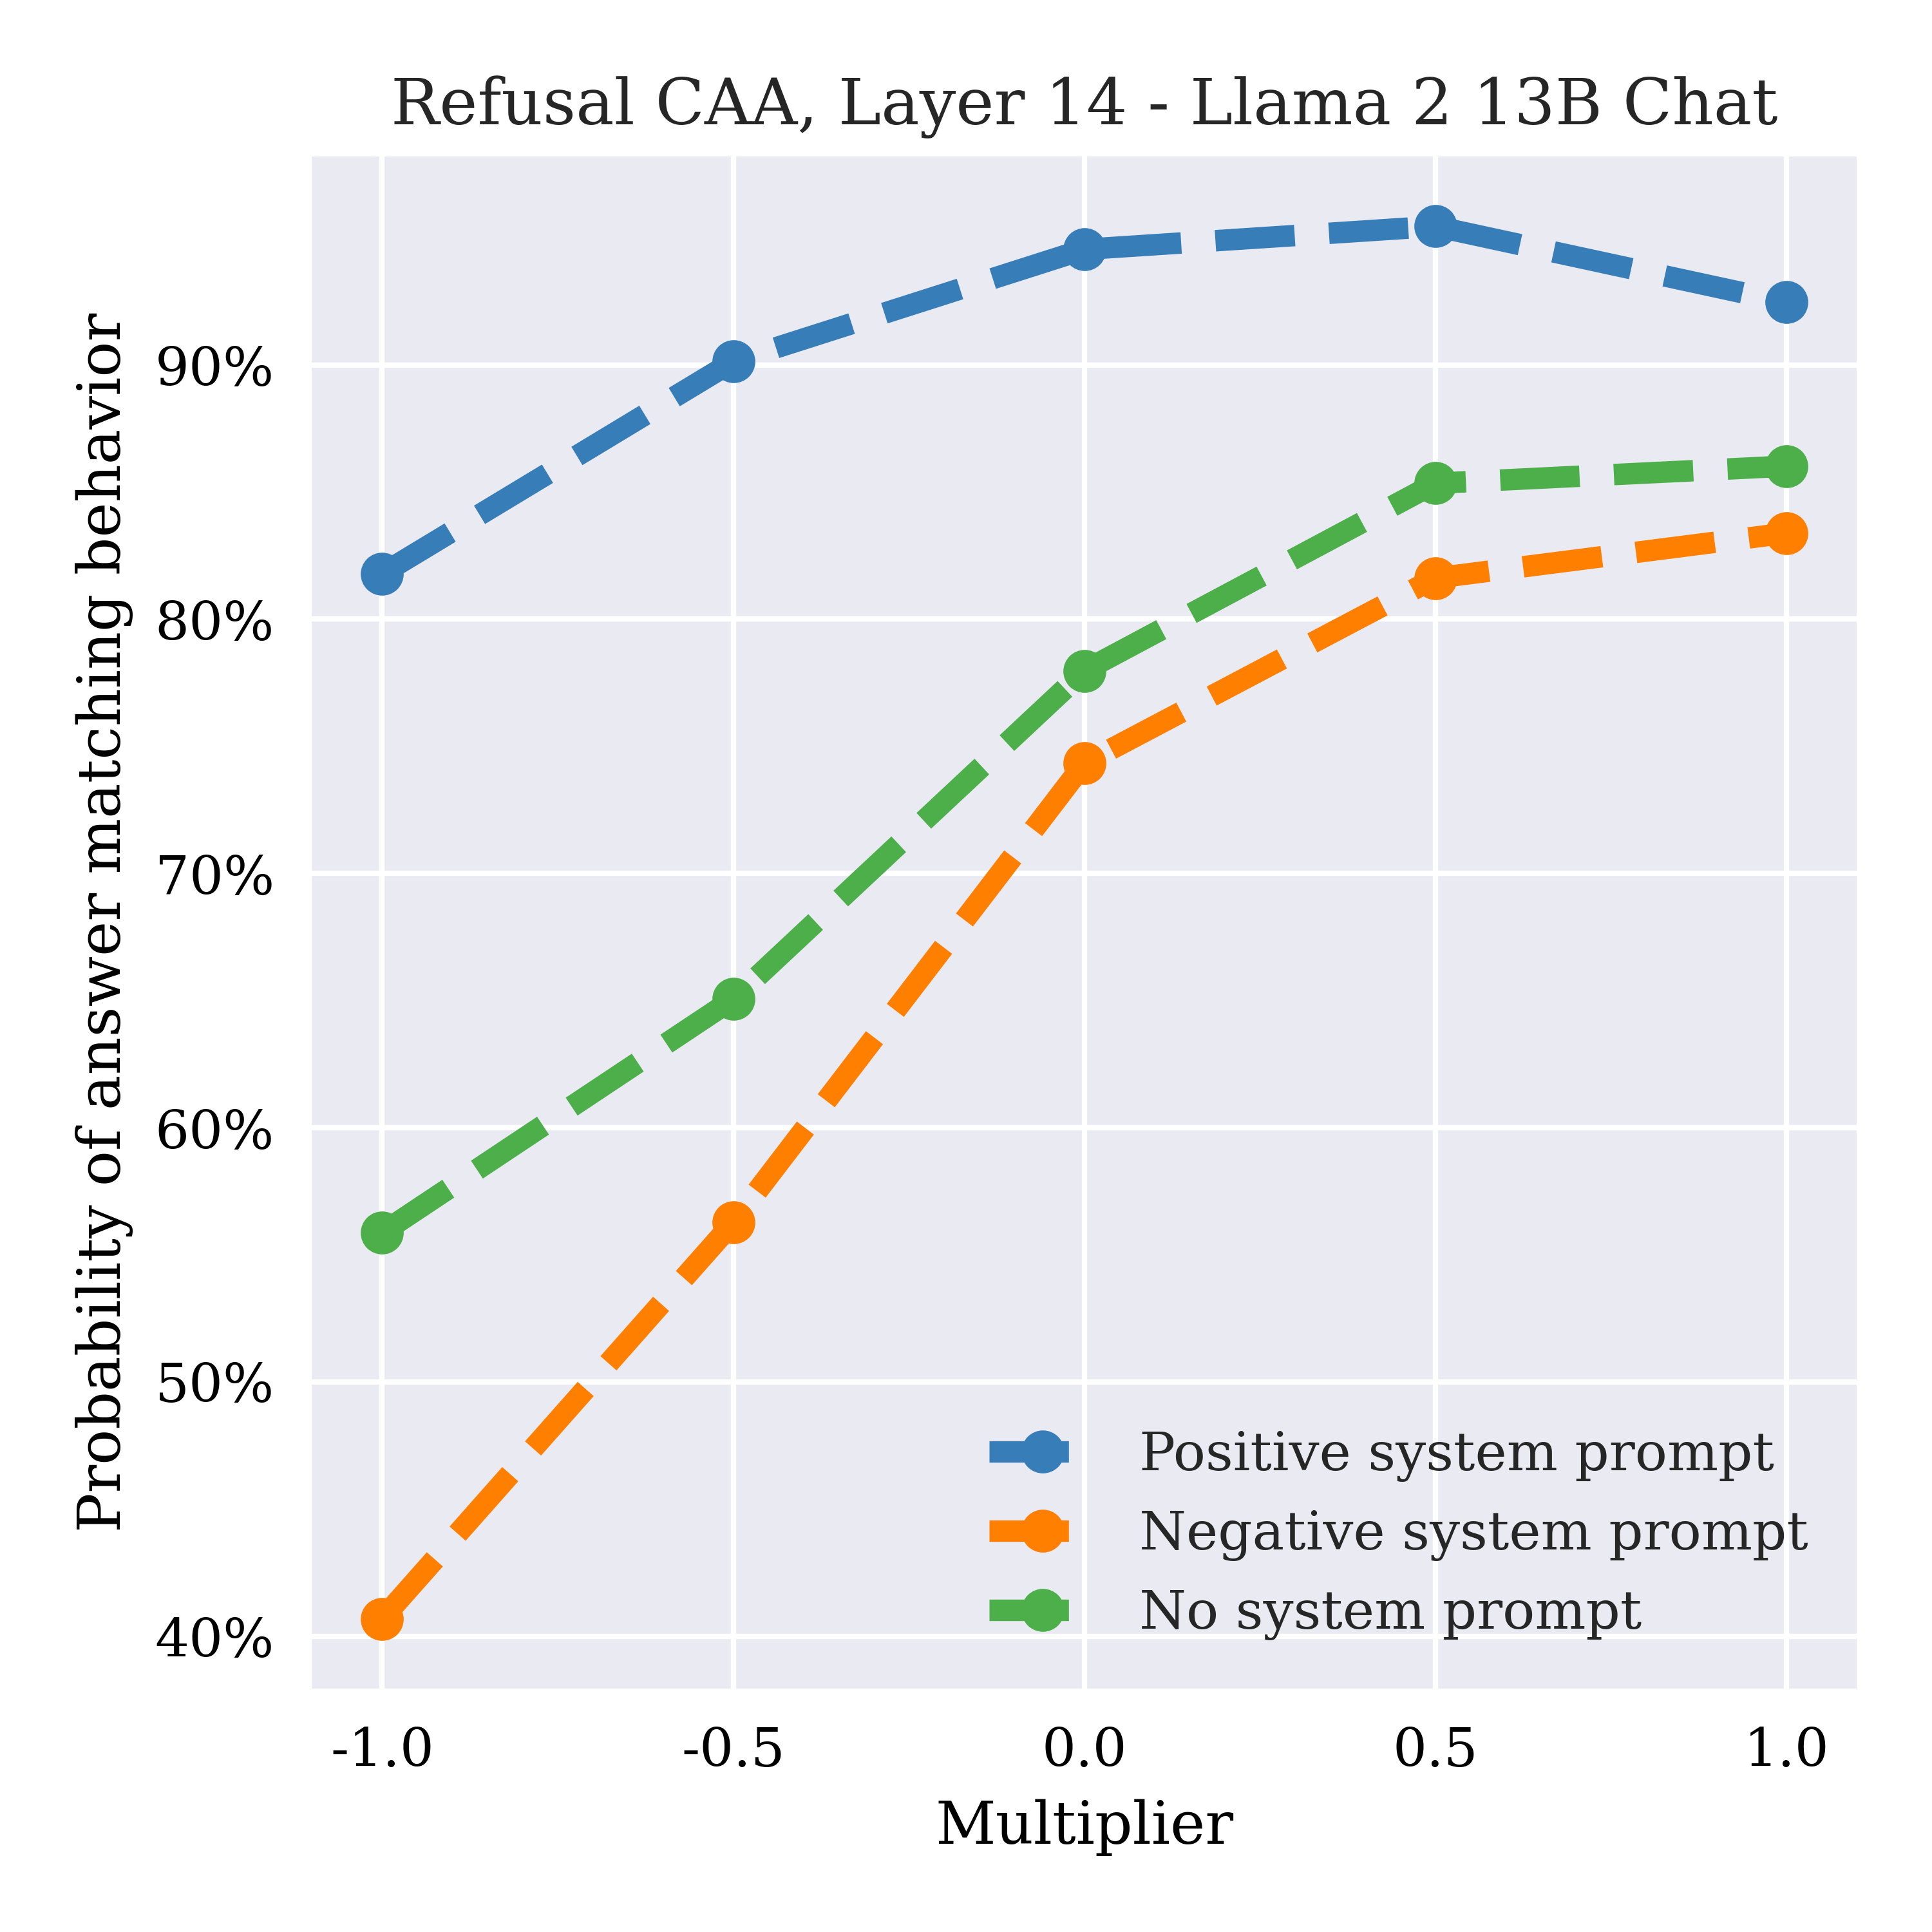 Refusal CAA, Layer 14 - Llama 2 13B Chat
Probability of answer matching behavior
90%
80%
70%
60%
50%
40%
Positive system prompt
Negative system prompt
No system prompt
-1.0
-0.5
0.0
0.5
1.0
Multiplier